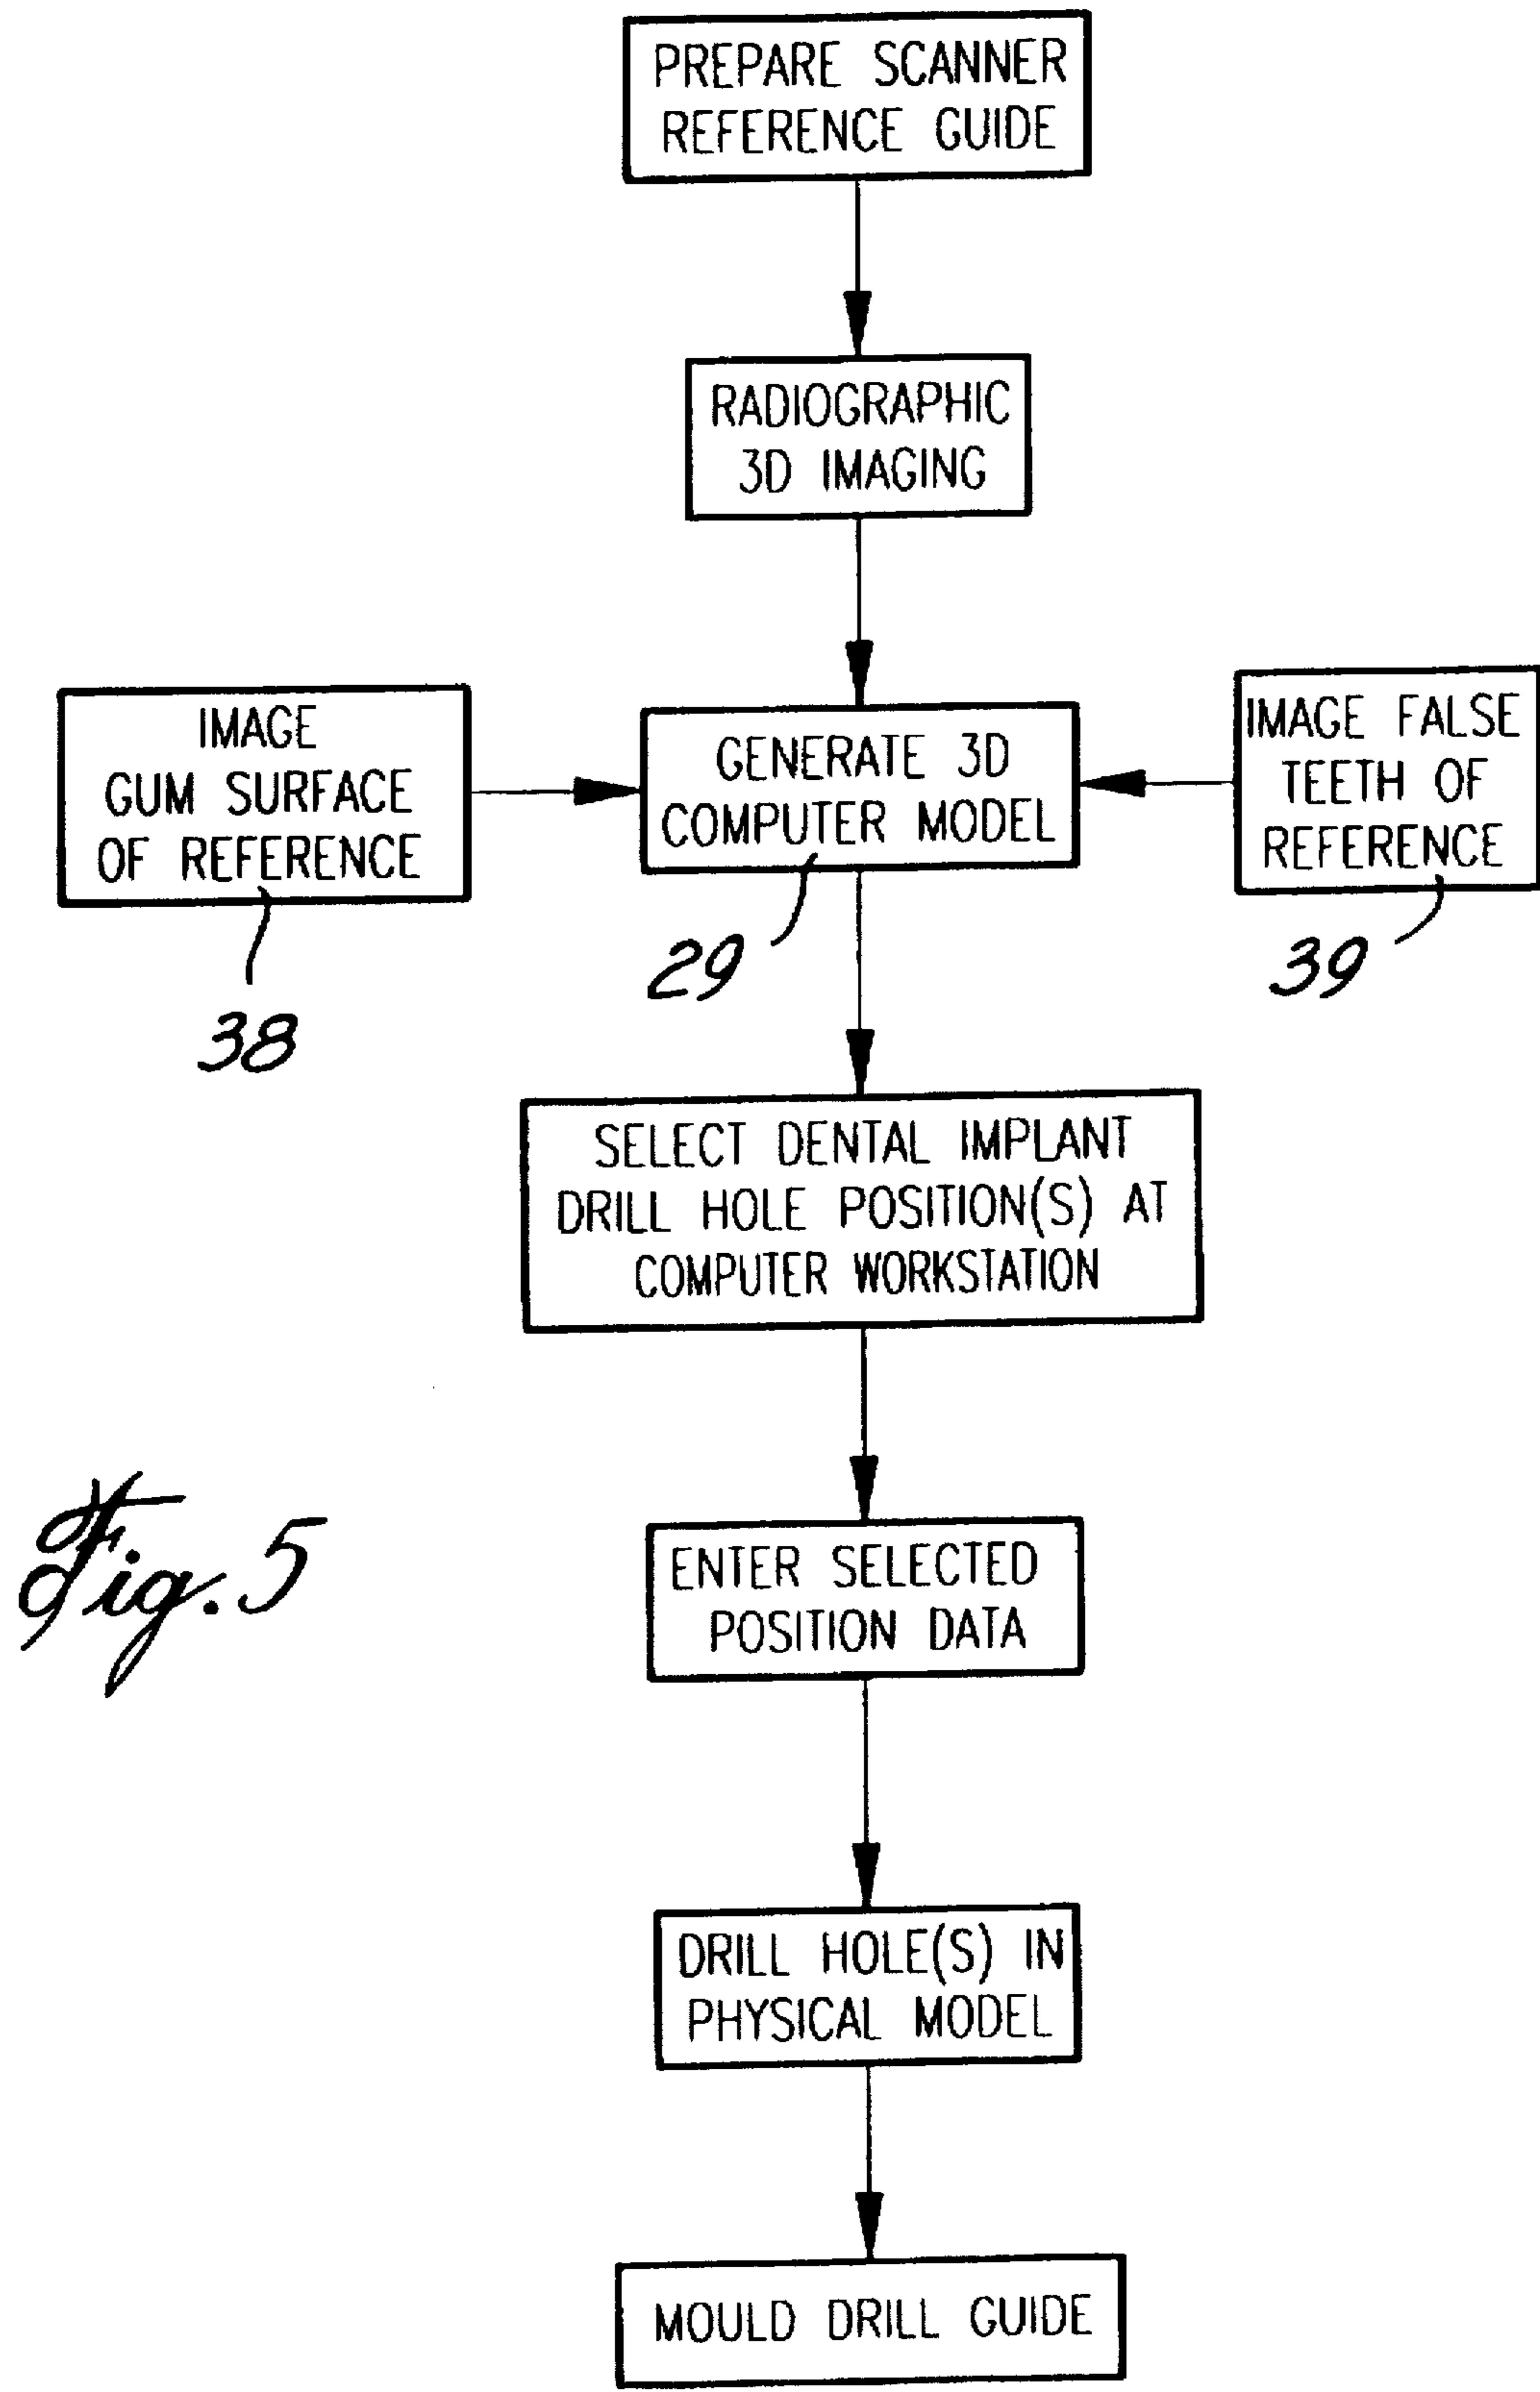 PREPARE SCANNER
REFERENCE GUIDE
RADIOGRAPHIC
3D IMAGING
IMAGE
GUM SURFACE
OF REFERENCE
38
GENERATE 3D
COMPUTER MODEL
29
IMAGE FALSE
TEETH OF
REFERENCE
39
SELECT DENTAL IMPLANT
DRILL HOLE POSITION(S) AT
COMPUTER WORKSTATION
ENTER SELECTED
POSITION DATA
Fig. 5
DRILL HOLE(S) IN
PHYSICAL MODEL
MOULD DRILL GUIDE